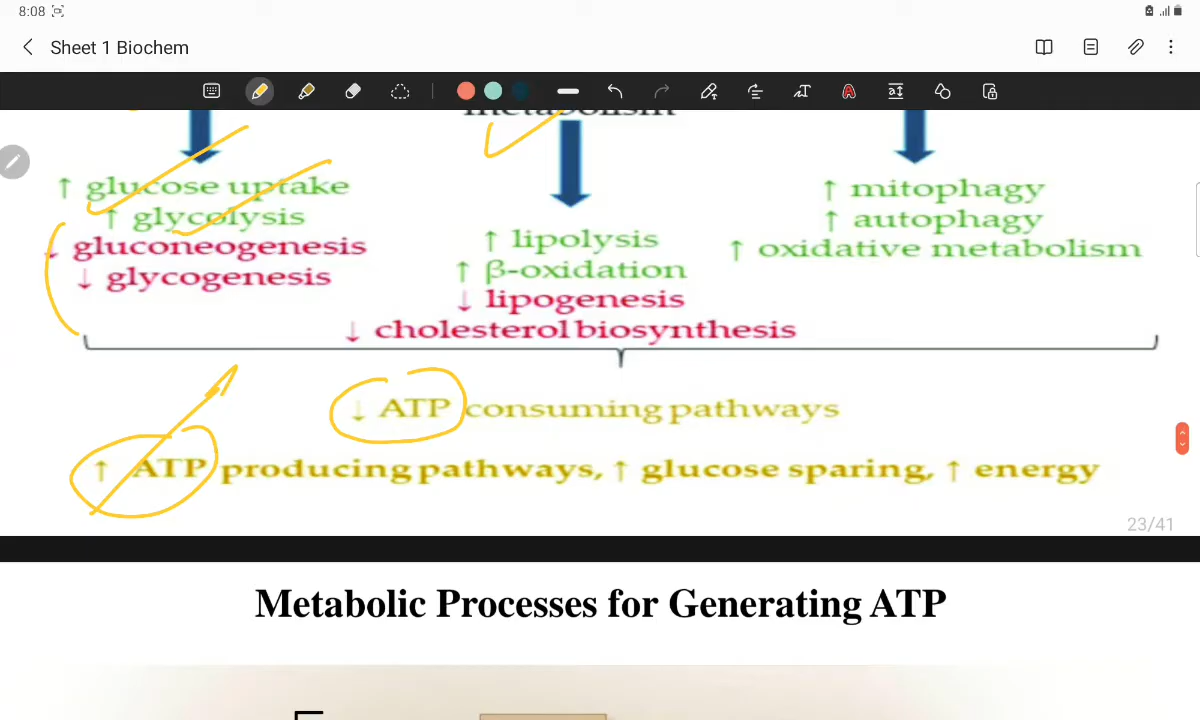 8:08
Sheet 1 Biochem
metabolism
↑ glucose uptake
↑ glycolysis
↓ gluconeogenesis
↓ glycogenesis
↑ lipolysis
↑ β-oxidation
↓ lipogenesis
↓ cholesterol biosynthesis
↑ mitophagy
↑ autophagy
↑ oxidative metabolism
↓ ATP consuming pathways
↑ ATP producing pathways, ↑ glucose sparing, ↑ energy
23/41
Metabolic Processes for Generating ATP